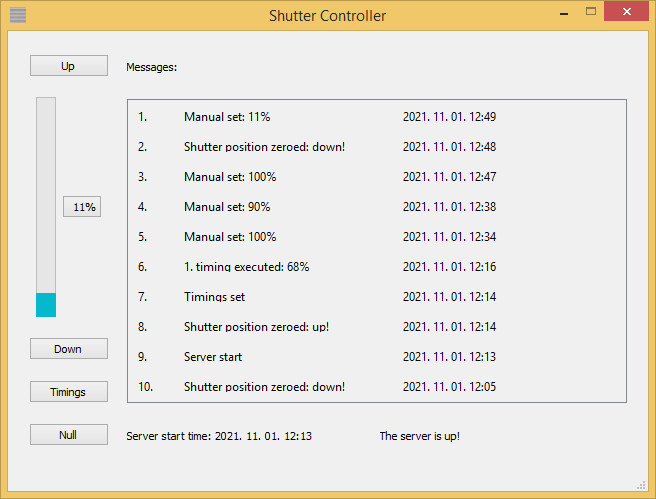 Shutter Controller
Up
Messages:
1. Manual set: 11% 2021. 11. 01. 12:49
2. Shutter position zeroed: down! 2021. 11. 01. 12:48
3. Manual set: 100% 2021. 11. 01. 12:47
4. Manual set: 90% 2021. 11. 01. 12:38
5. Manual set: 100% 2021. 11. 01. 12:34
6. 1. timing executed: 68% 2021. 11. 01. 12:16
7. Timings set 2021. 11. 01. 12:14
8. Shutter position zeroed: up! 2021. 11. 01. 12:14
9. Server start 2021. 11. 01. 12:13
10. Shutter position zeroed: down! 2021. 11. 01. 12:05
11%
Down
Timings
Null
Server start time: 2021. 11. 01. 12:13
The server is up!